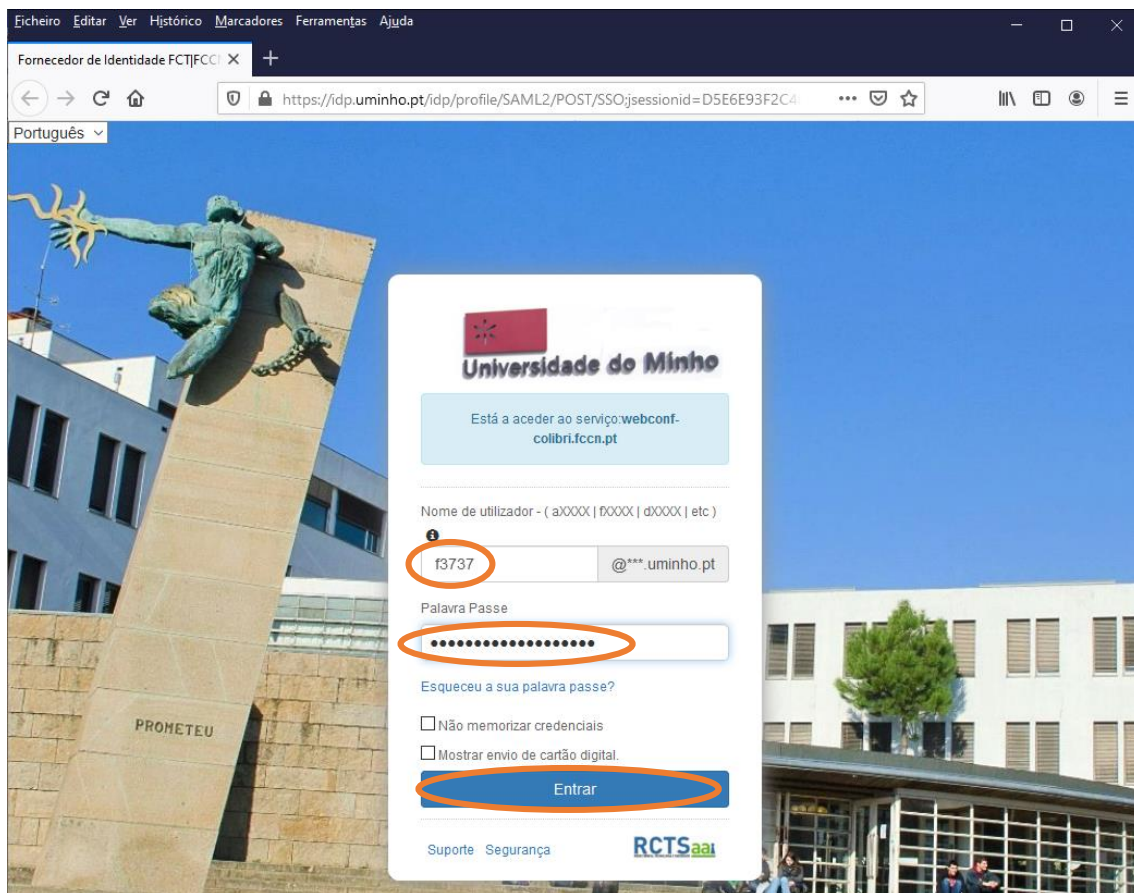 Ficheiro Editar Ver Histórico Marcadores Ferramentas Ajuda
Fornecedor de Identidade FCT|FCC
https://idp.uminho.pt/idp/profile/SAML2/POST/SSO;jsessionid=D5E6E93F2C4
Português
Universidade do Minho
Está a aceder ao serviço:webconf-
colibri.fccn.pt
Nome de utilizador - ( aXXXX | fXXXX | dXXXX | etc )
f3737 @***.uminho.pt
Palavra Passe
•••••••••••••••••••
Esqueceu a sua palavra passe?
Não memorizar credenciais
Mostrar envio de cartão digital.
PROMETEU
Entrar
Suporte Segurança RCTSaai